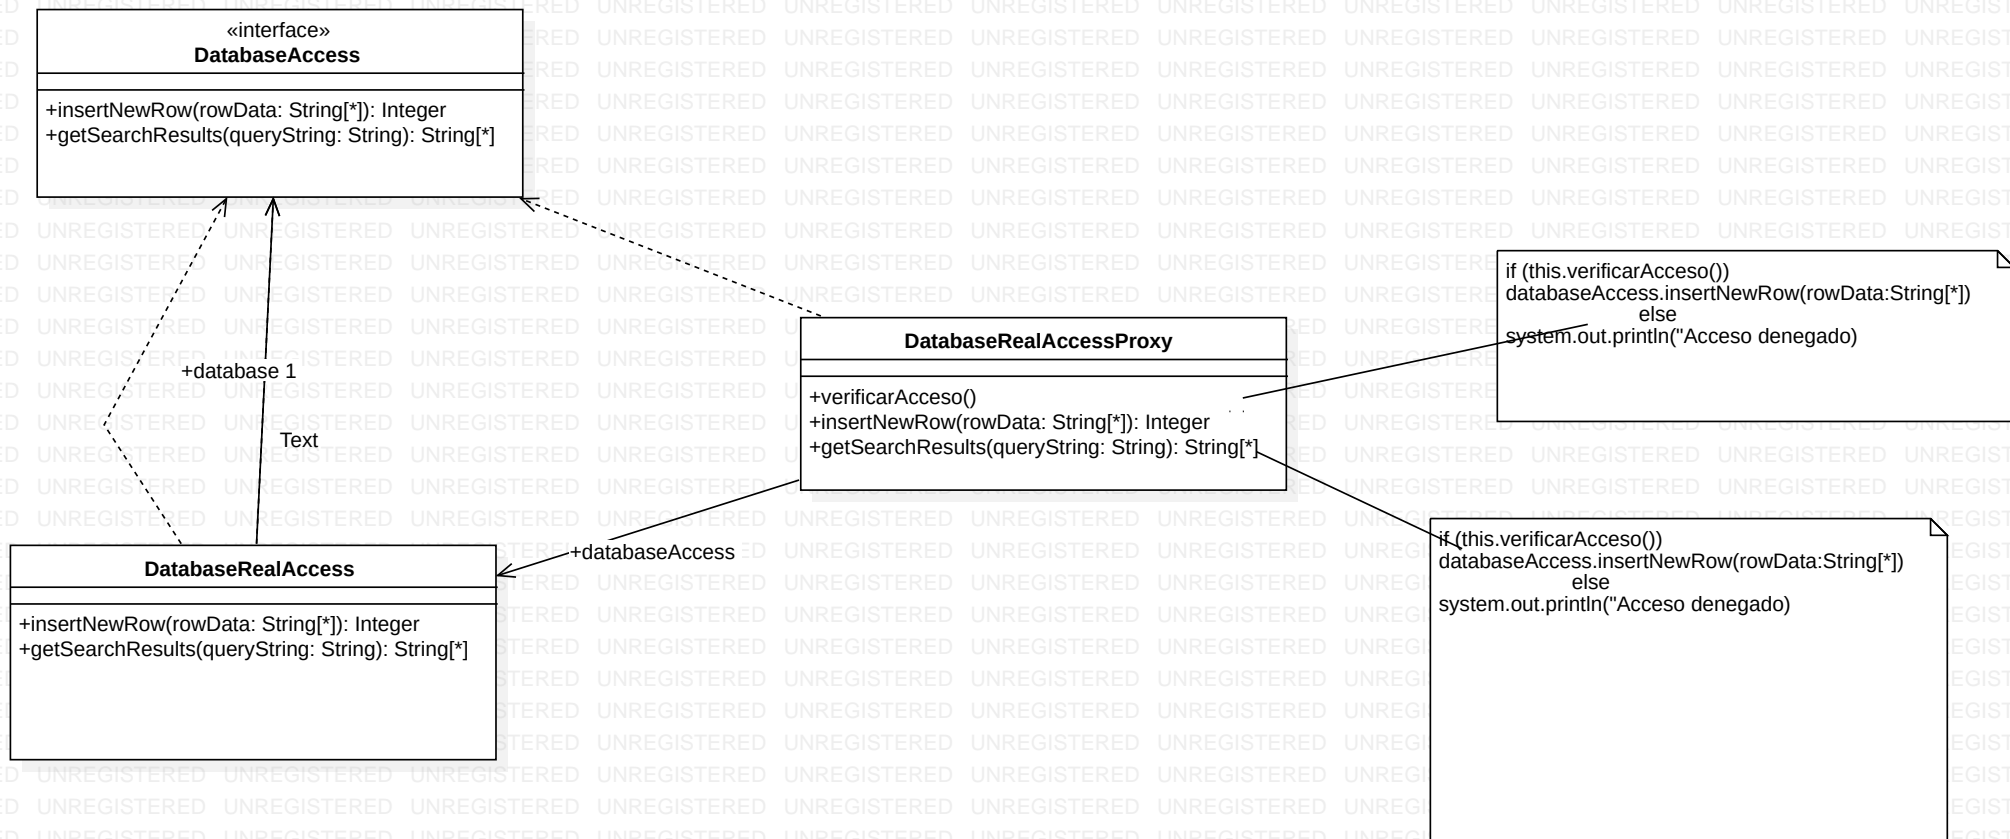 «interface»
DatabaseAccess
+insertNewRow(rowData: String[*]): Integer
+getSearchResults(queryString: String): String[*]
+database 1
Text
DatabaseRealAccessProxy
+verificarAcceso()
+insertNewRow(rowData: String[*]): Integer
+getSearchResults(queryString: String): String[*]
if (this.verificarAcceso())
databaseAccess.insertNewRow(rowData:String[*])
else
system.out.println("Acceso denegado)
+databaseAccess
DatabaseRealAccess
+insertNewRow(rowData: String[*]): Integer
+getSearchResults(queryString: String): String[*]
if (this.verificarAcceso())
databaseAccess.insertNewRow(rowData:String[*])
else
system.out.println("Acceso denegado)
UNREGISTERED